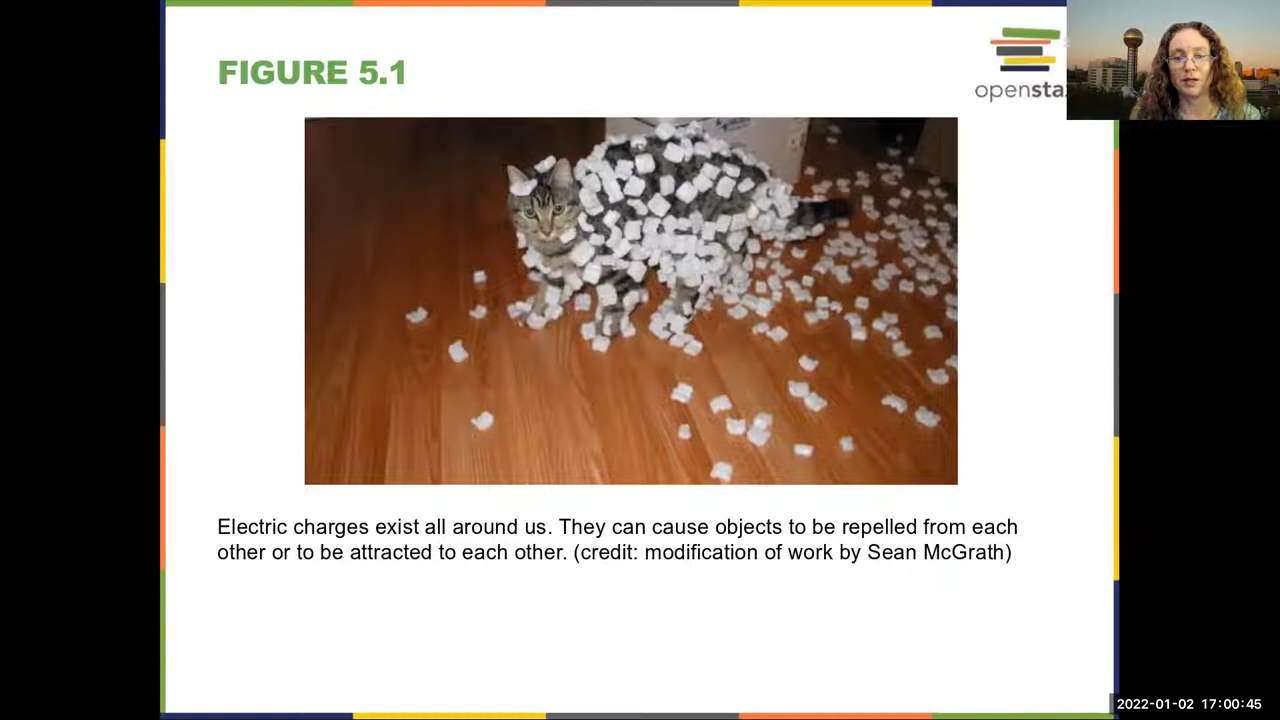 FIGURE 5.1
Electric charges exist all around us. They can cause objects to be repelled from each
other or to be attracted to each other. (credit: modification of work by Sean McGrath)
2022-01-02 17:00:45